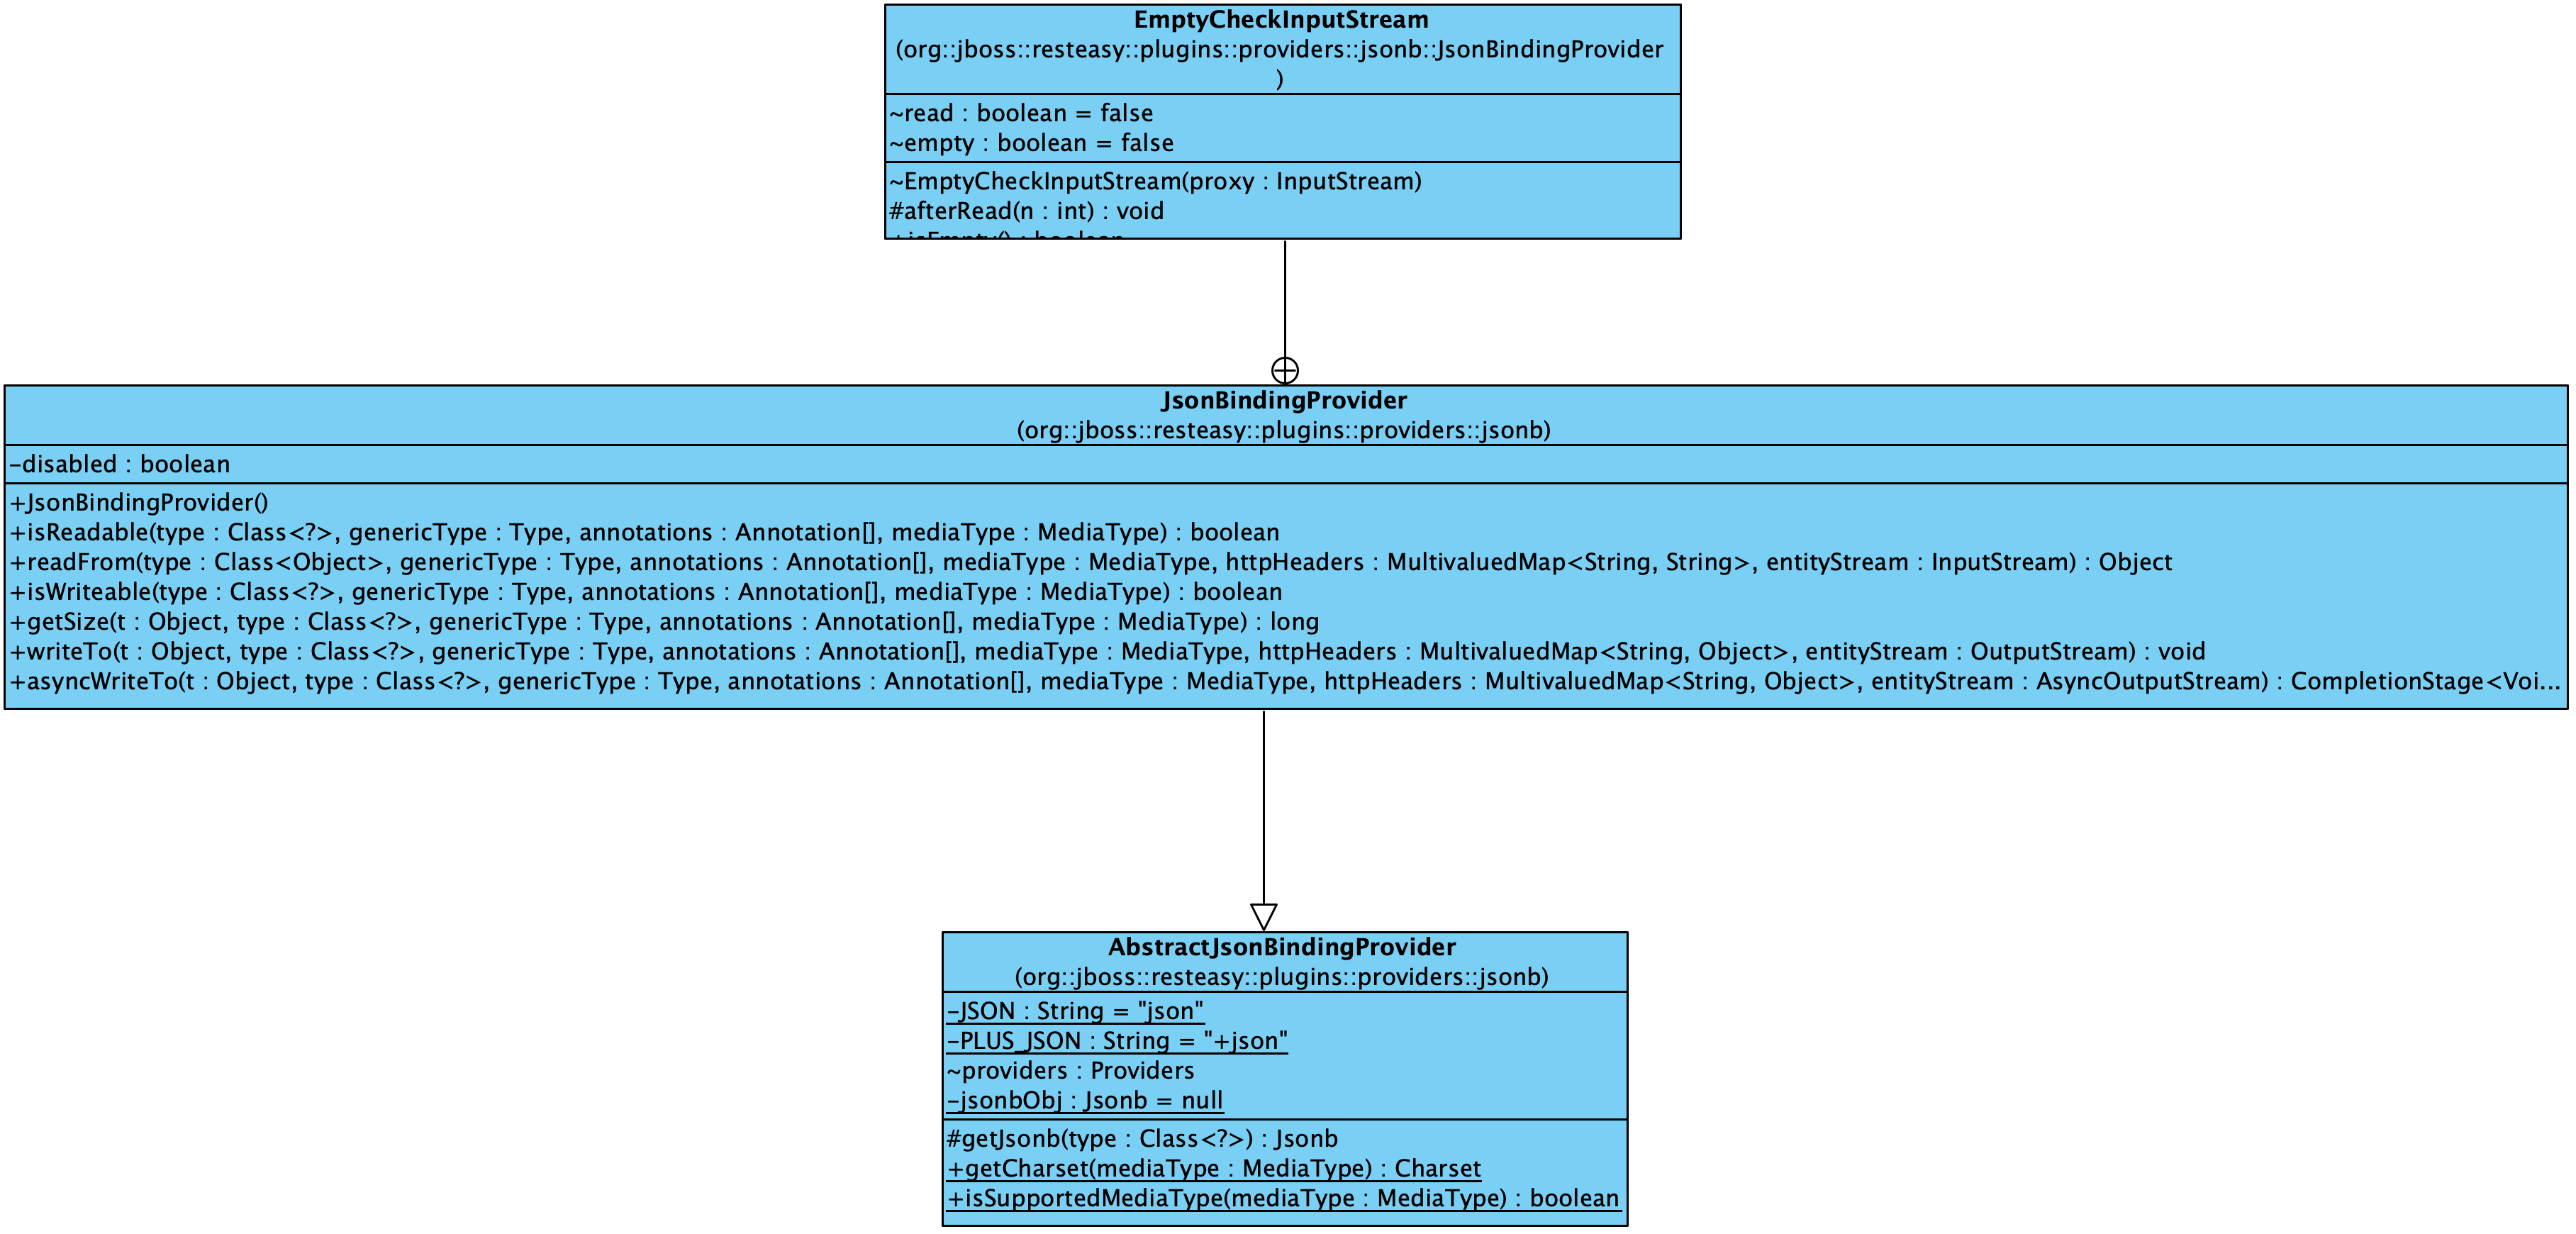 EmptyCheckInputStream
(org::jboss::resteasy::plugins::providers::jsonb::JsonBindingProvider
)
~read : boolean = false
~empty : boolean = false
~EmptyCheckInputStream(proxy : InputStream)
#afterRead(n : int) : void
+isEmpty() : boolean
JsonBindingProvider
(org::jboss::resteasy::plugins::providers::jsonb)
-disabled : boolean
+JsonBindingProvider()
+isReadable(type : Class<?>, genericType : Type, annotations : Annotation[], mediaType : MediaType) : boolean
+readFrom(type : Class<Object>, genericType : Type, annotations : Annotation[], mediaType : MediaType, httpHeaders : MultivaluedMap<String, String>, entityStream : InputStream) : Object
+isWriteable(type : Class<?>, genericType : Type, annotations : Annotation[], mediaType : MediaType) : boolean
+getSize(t : Object, type : Class<?>, genericType : Type, annotations : Annotation[], mediaType : MediaType) : long
+writeTo(t : Object, type : Class<?>, genericType : Type, annotations : Annotation[], mediaType : MediaType, httpHeaders : MultivaluedMap<String, Object>, entityStream : OutputStream) : void
+asyncWriteTo(t : Object, type : Class<?>, genericType : Type, annotations : Annotation[], mediaType : MediaType, httpHeaders : MultivaluedMap<String, Object>, entityStream : AsyncOutputStream) : CompletionStage<Voi...
AbstractJsonBindingProvider
(org::jboss::resteasy::plugins::providers::jsonb)
-JSON : String = "json"
-PLUS_JSON : String = "+json"
~providers : Providers
-jsonbObj : Jsonb = null
#getJsonb(type : Class<?>) : Jsonb
+getCharset(mediaType : MediaType) : Charset
+isSupportedMediaType(mediaType : MediaType) : boolean